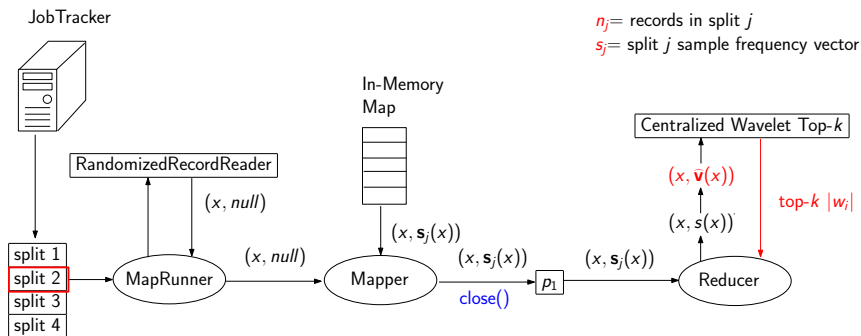 JobTracker
n_j= records in split j
s_j= split j sample frequency vector
In-Memory
Map
Centralized Wavelet Top-k
RandomizedRecordReader
(x, null)
(x, v̂(x))
top-k |w_i|
(x, s(x))
(x, s_j(x))
split 1
split 2
split 3
split 4
MapRunner
(x, null)
Mapper
(x, s_j(x))
close()
p_1
(x, s_j(x))
Reducer